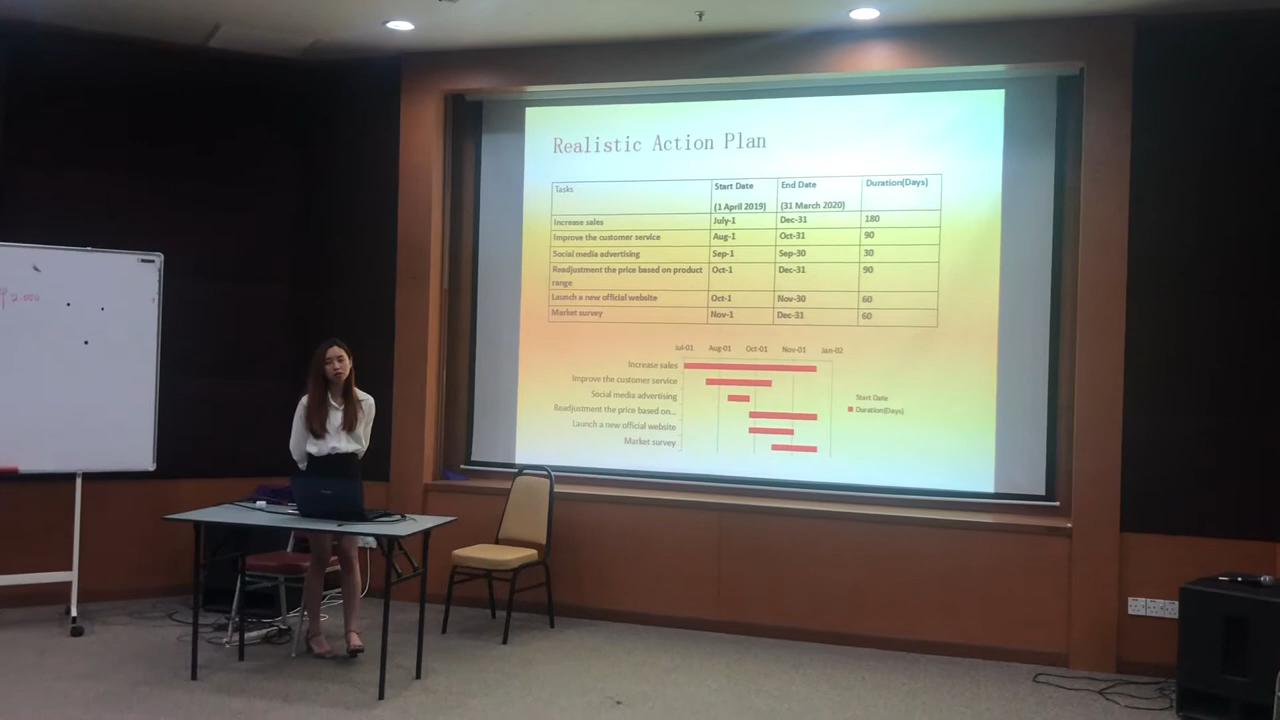 2.000
Realistic Action Plan
Tasks Start Date End Date Duration(Days)
(1 April 2019) (31 March 2020)
Increase sales July-1 Dec-31 180
Improve the customer service Aug-1 Oct-31 90
Social media advertising Sep-1 Sep-30 30
Readjustment the price based on product Oct-1 Dec-31 90
range
Launch a new official website Oct-1 Nov-30 60
Market survey Nov-1 Dec-31 60
Jul-01 Aug-01 Oct-01 Nov-01 Jan-02
Increase sales
Improve the customer service
Social media advertising
Readjustment the price based on...
Launch a new official website
Market survey
Start Date
Duration(Days)